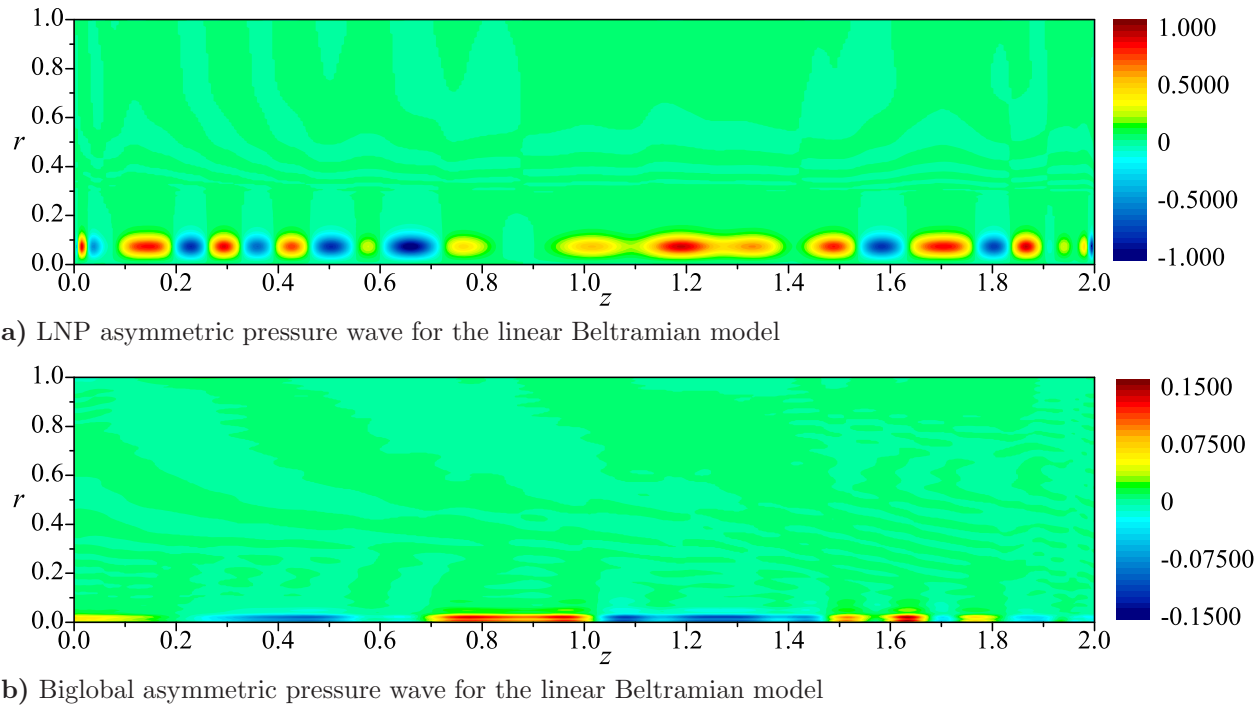 1.0
0.8
0.6
r
0.4
0.2
0.0
0.0 0.2 0.4 0.6 0.8 1.0 1.2 1.4 1.6 1.8 2.0
z
1.000
0.5000
0
-0.5000
-1.000
a) LNP asymmetric pressure wave for the linear Beltramian model
1.0
0.8
0.6
r
0.4
0.2
0.0
0.0 0.2 0.4 0.6 0.8 1.0 1.2 1.4 1.6 1.8 2.0
z
0.1500
0.07500
0
-0.07500
-0.1500
b) Biglobal asymmetric pressure wave for the linear Beltramian model